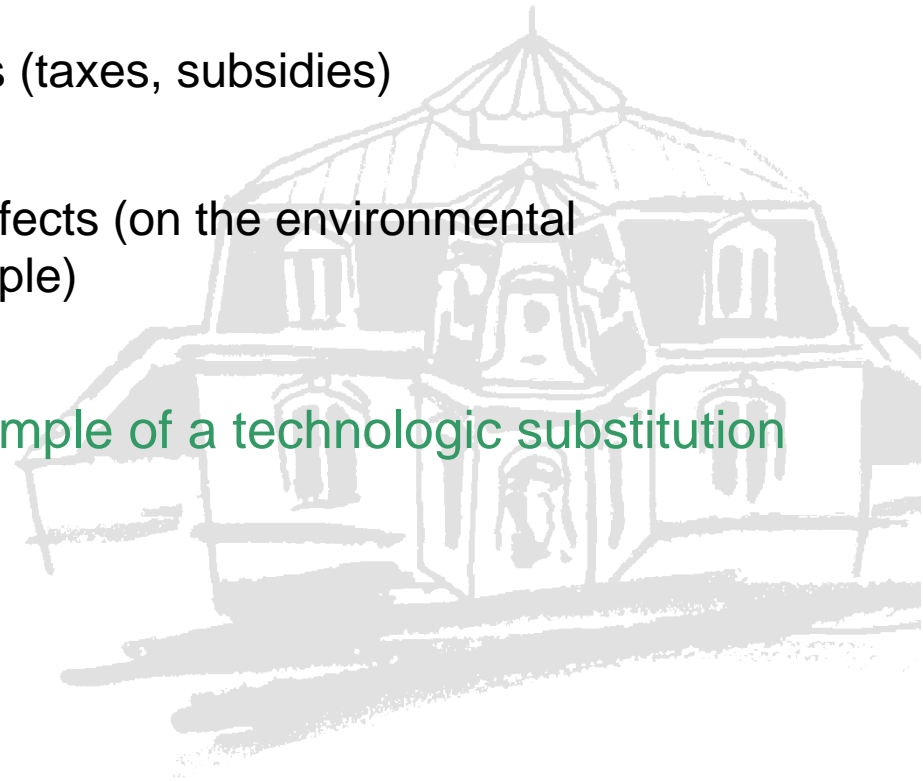 s (taxes, subsidies)
fects (on the environmental
ple)
mple of a technologic substitution